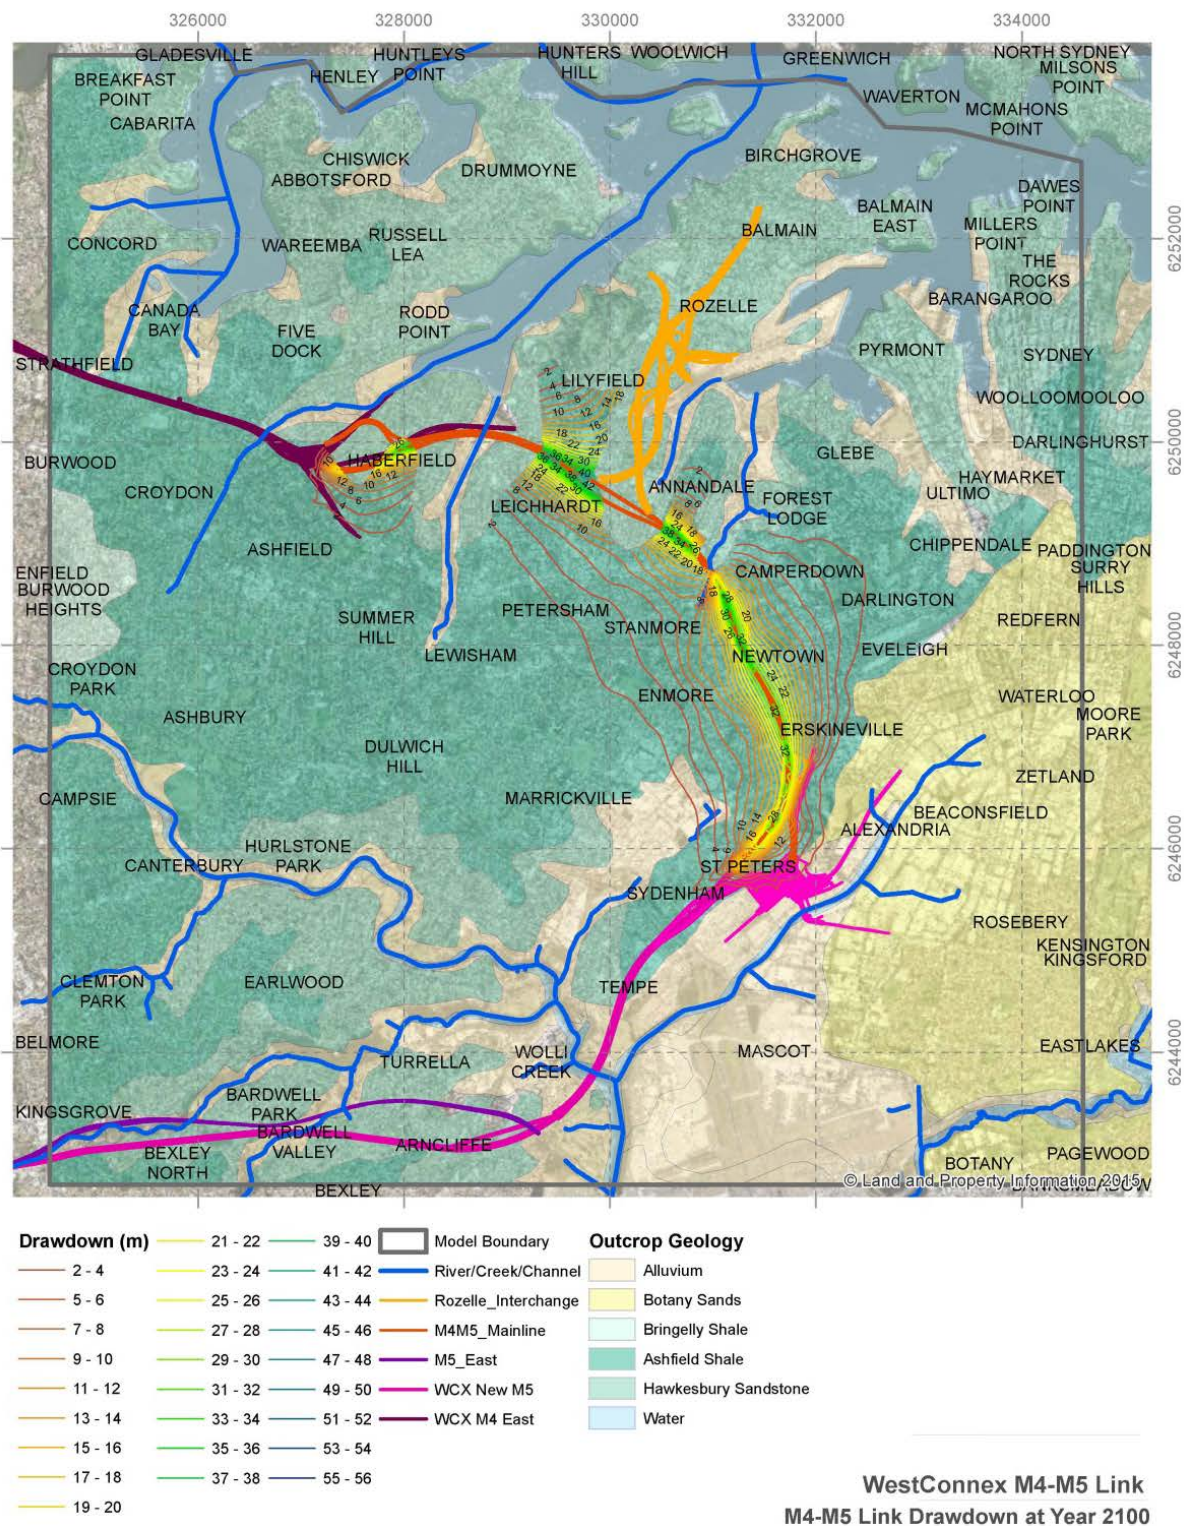 326000 328000 330000 332000 334000
GLADESVILLE
HUNTLEYS
POINT
HUNTERS
HILL
WOOLWICH
GREENWICH
NORTH SYDNEY
MILSONS
POINT
BREAKFAST
POINT
HENLEY
CABARITA
WAVERTON
MCMAHONS
POINT
CHISWICK
ABBOTSFORD
DRUMMOYNE
BIRCHGROVE
DAWES
POINT
BALMAIN
EAST
MILLERS
POINT
CONCORD
WAREEMBA
RUSSELL
LEA
BALMAIN
6252000
THE
ROCKS
BARANGAROO
CANADA
BAY
FIVE
DOCK
RODD
POINT
ROZELLE
PYRMONT
SYDNEY
STRATHFIELD
LILYFIELD
WOOLLOOMOOLOO
DARLINGHURST
6250000
BURWOOD
HABERFIELD
GLEBE
HAYMARKET
ULTIMO
CROYDON
LEICHHARDT
ANNANDALE
FOREST
LODGE
ASHFIELD
CHIPPENDALE
PADDINGTON
SURRY
HILLS
ENFIELD
BURWOOD
HEIGHTS
CAMPERDOWN
DARLINGTON
SUMMER
HILL
PETERSHAM
STANMORE
REDFERN
LEWISHAM
NEWTOWN
EVELEIGH
6248000
CROYDON
PARK
ENMORE
WATERLOO
MOORE
PARK
ASHBURY
ERSKINEVILLE
DULWICH
HILL
ZETLAND
CAMPSIE
MARRICKVILLE
BEACONSFIELD
ALEXANDRIA
HURLSTONE
PARK
CANTERBURY
6246000
ST PETERS
SYDENHAM
ROSEBERY
KENSINGTON
KINGSFORD
CLEMTON
PARK
EARLWOOD
TEMPE
BELMORE
TURRELLA
WOLLI
CREEK
MASCOT
EASTLAKES
6244000
KINGSGROVE
BARDWELL
PARK
BARDWELL
VALLEY
ARNCLIFFE
BEXLEY
NORTH
BEXLEY
BOTANY
PAGEWOOD
BANKSMEADOW
© Land and Property Information 2015
Drawdown (m)
2 - 4
5 - 6
7 - 8
9 - 10
11 - 12
13 - 14
15 - 16
17 - 18
19 - 20
21 - 22
23 - 24
25 - 26
27 - 28
29 - 30
31 - 32
33 - 34
35 - 36
37 - 38
39 - 40
41 - 42
43 - 44
45 - 46
47 - 48
49 - 50
51 - 52
53 - 54
55 - 56
Model Boundary
River/Creek/Channel
Rozelle_Interchange
M4M5_Mainline
M5_East
WCX New M5
WCX M4 East
Outcrop Geology
Alluvium
Botany Sands
Bringelly Shale
Ashfield Shale
Hawkesbury Sandstone
Water
WestConnex M4-M5 Link
M4-M5 Link Drawdown at Year 2100